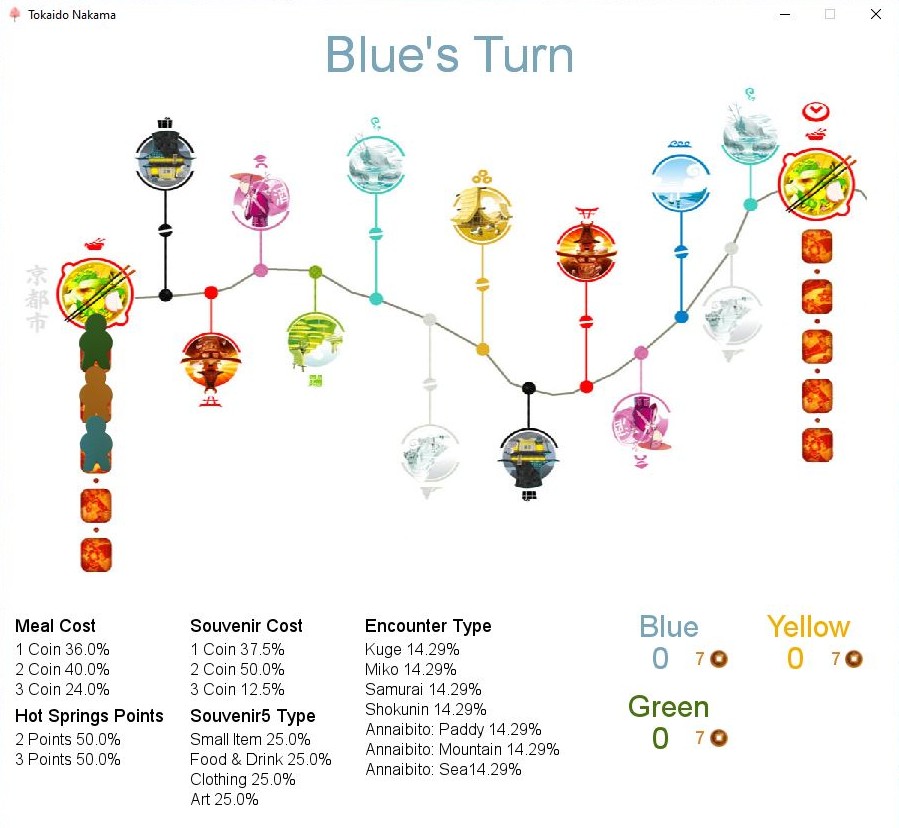 Tokaido Nakama
Blue's Turn
京都市
Meal Cost
1 Coin 36.0%
2 Coin 40.0%
3 Coin 24.0%
Hot Springs Points
2 Points 50.0%
3 Points 50.0%
Souvenir Cost
1 Coin 37.5%
2 Coin 50.0%
3 Coin 12.5%
Souvenir5 Type
Small Item 25.0%
Food & Drink 25.0%
Clothing 25.0%
Art 25.0%
Encounter Type
Kuge 14.29%
Miko 14.29%
Samurai 14.29%
Shokunin 14.29%
Annaibito: Paddy 14.29%
Annaibito: Mountain 14.29%
Annaibito: Sea14.29%
Blue
0 7
Yellow
0 7
Green
0 7